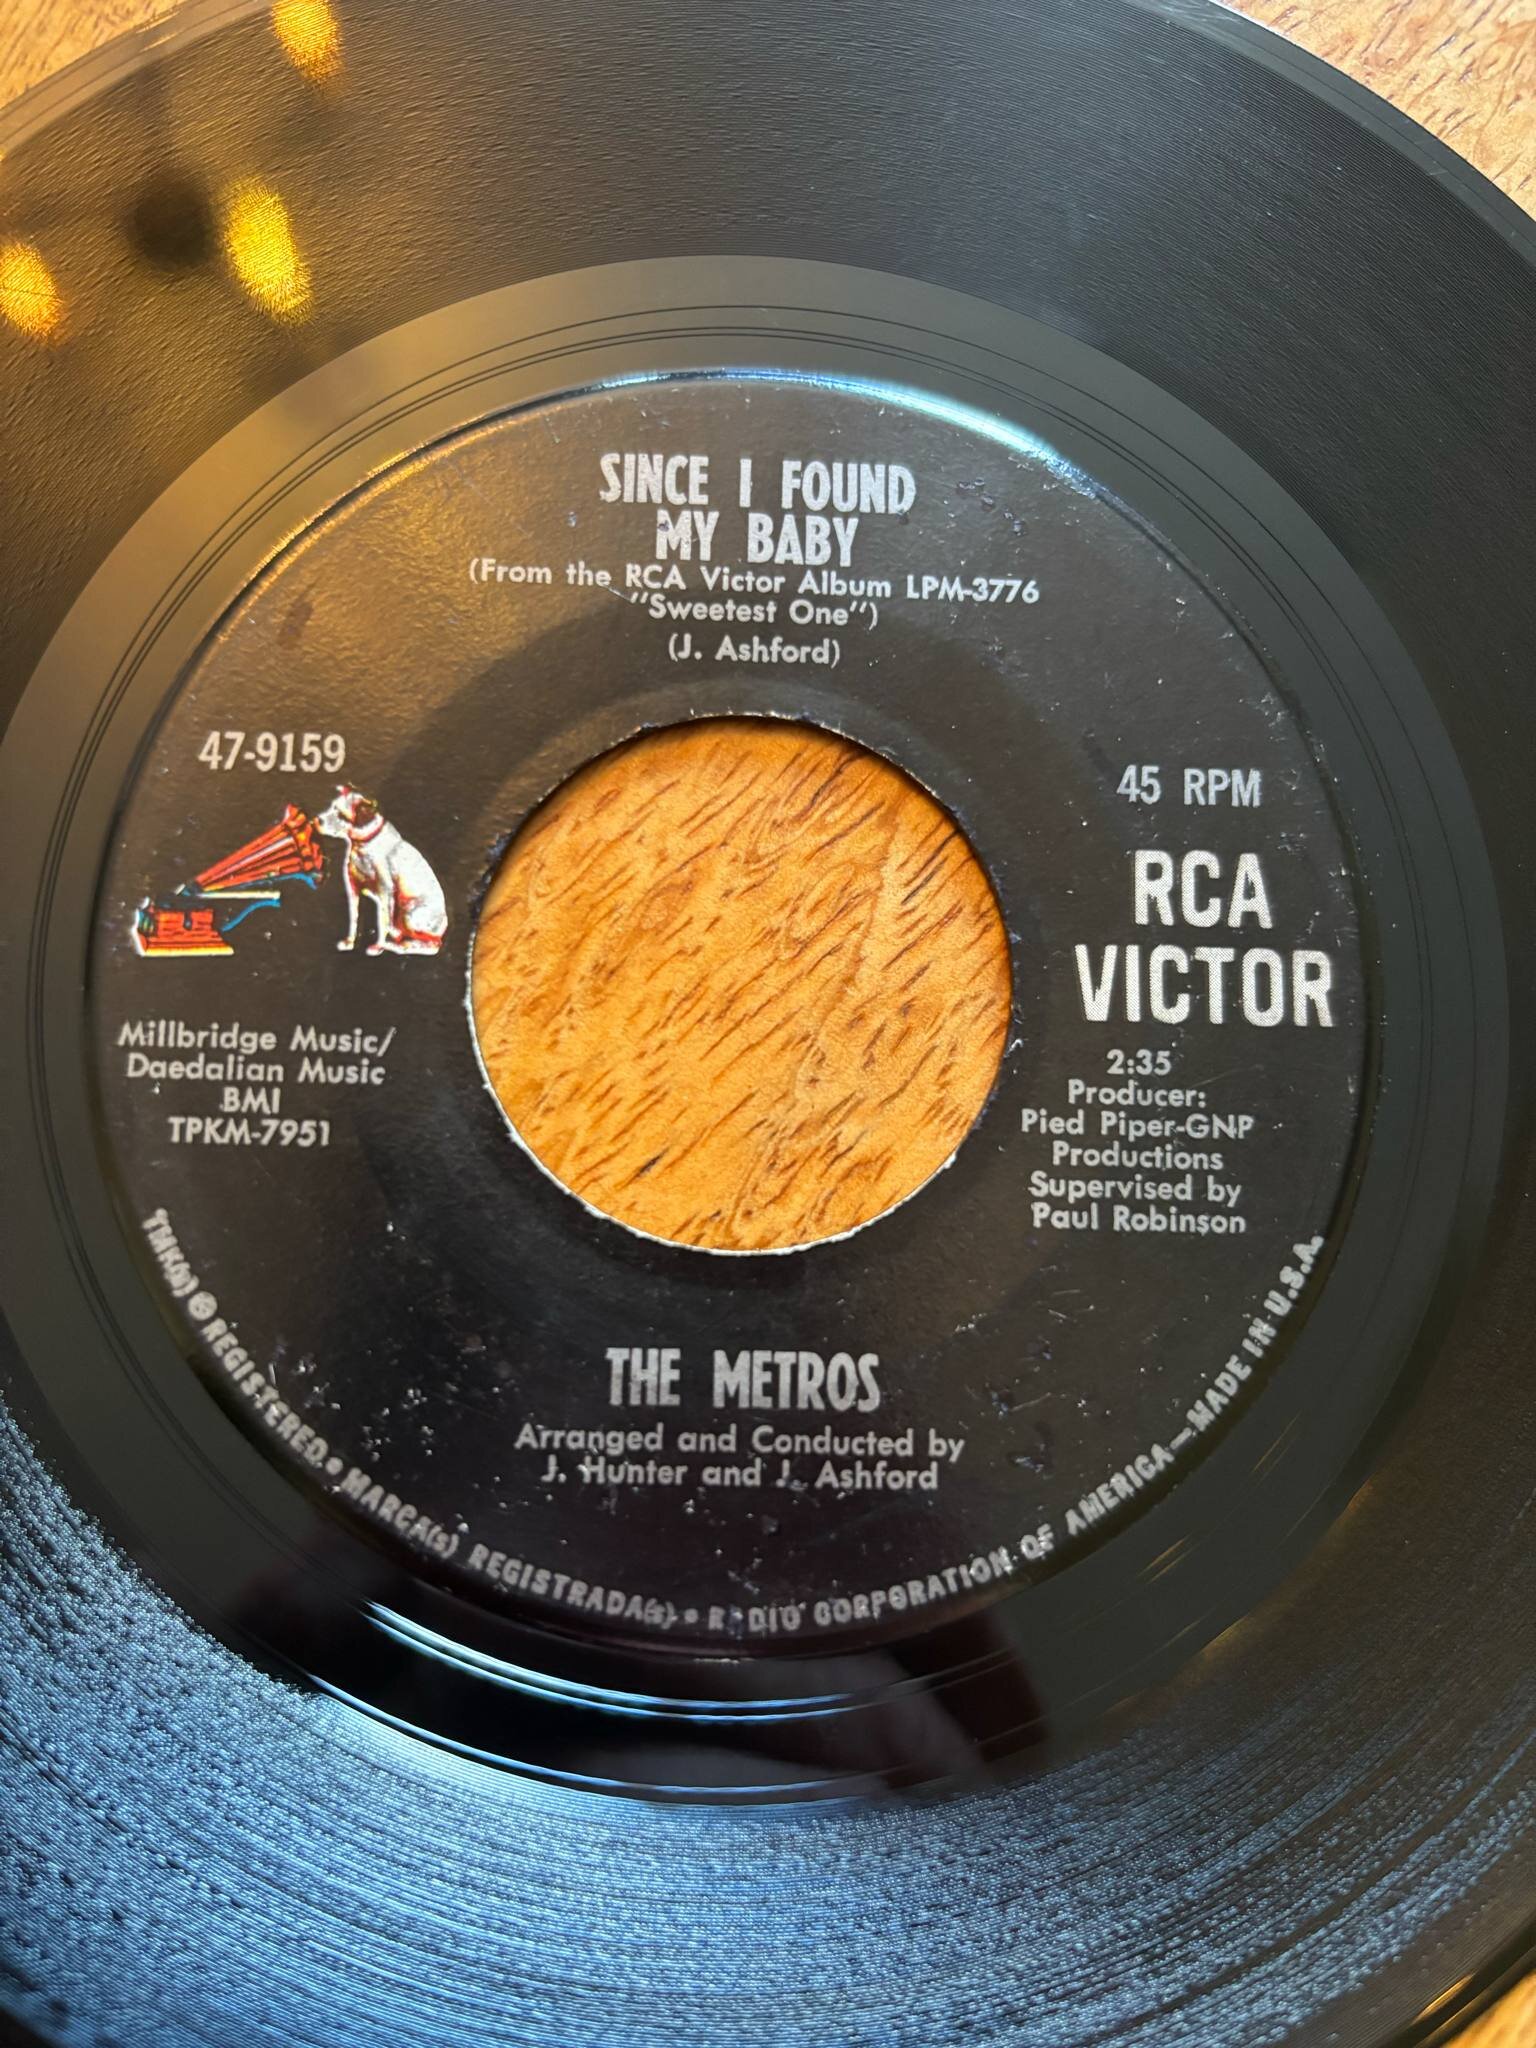 SINCE I FOUND
MY BABY
(From the RCA Victor Album LPM-3776
"Sweetest One")
(J. Ashford)
47-9159
Millbridge Music/
Daedalian Music
BMI
TPKM-7951
45 RPM
RCA
VICTOR
2:35
Producer:
Pied Piper-GNP
Productions
Supervised by
Paul Robinson
THE METROS
Arranged and Conducted by
J. Hunter and J. Ashford
TMK(s) ® REGISTERED • MARCA(s) REGISTRADA(s) • RADIO CORPORATION OF AMERICA—MADE IN U.S.A.